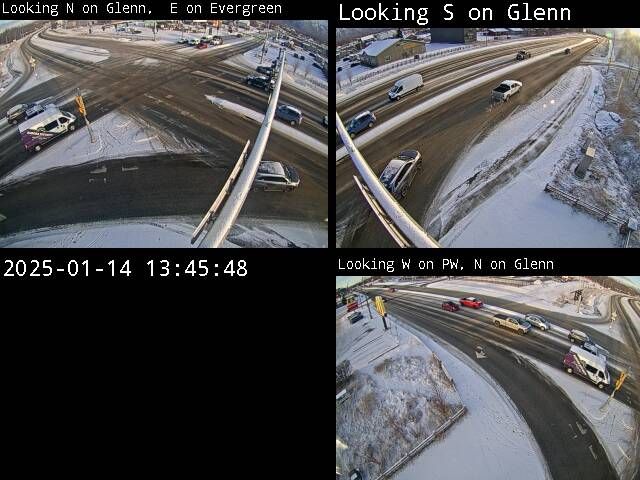 Looking N on Glenn,  E on Evergreen
Looking S on Glenn
2025-01-14 13:45:48
Looking W on PW, N on Glenn